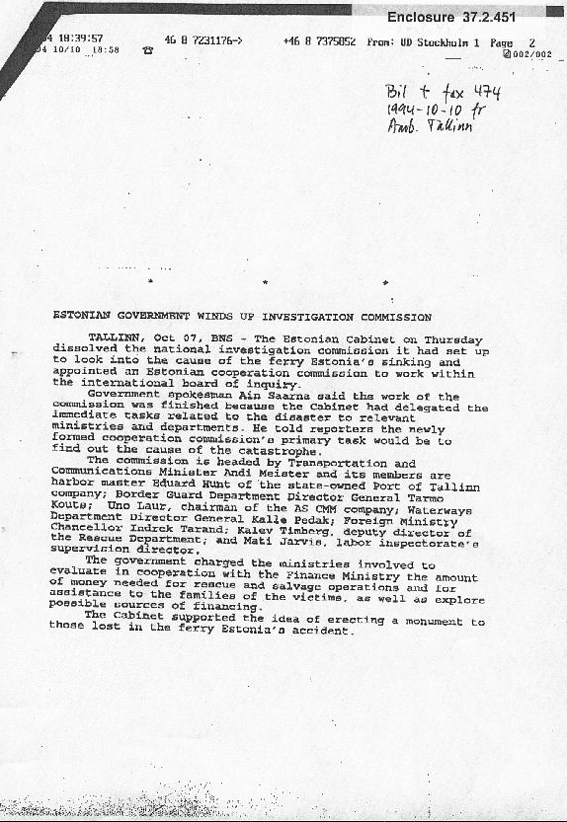 Enclosure 37.2.451
94 18:39:57 46 8 7231176-> +46 8 7375052 From: UD Stockholm 1 Page 2
94 10/10 18:58 ☎ 002/002
Bil t fax 474
1994-10-10 fr
Amb. Tallinn
* * *
ESTONIAN GOVERNMENT WINDS UP INVESTIGATION COMMISSION
TALLINN, Oct 07, BNS - The Estonian Cabinet on Thursday
dissolved the national investigation commission it had set up
to look into the cause of the ferry Estonia's sinking and
appointed an Estonian cooperation commission to work within
the international board of inquiry.
Government spokesman Ain Saarna said the work of the
commission was finished because the Cabinet had delegated the
immediate tasks related to the disaster to relevant
ministries and departments. He told reporters the newly
formed cooperation commission's primary task would be to
find out the cause of the catastrophe.
The commission is headed by Transportation and
Communications Minister Andi Meister and its members are
harbor master Eduard Hunt of the state-owned Port of Tallinn
company; Border Guard Department Director General Tarmo
Kouts; Uno Laur, chairman of the AS CMM company; Waterways
Department Director General Kalle Pedak; Foreign Ministry
Chancellor Indrek Tarand; Kalev Timberg, deputy director of
the Rescue Department; and Mati Jarvis, labor inspectorate's
supervision director.
The government charged the ministries involved to
evaluate in cooperation with the Finance Ministry the amount
of money needed for rescue and salvage operations and for
assistance to the families of the victims, as well as explore
possible sources of financing.
The Cabinet supported the idea of erecting a monument to
those lost in the ferry Estonia's accident.